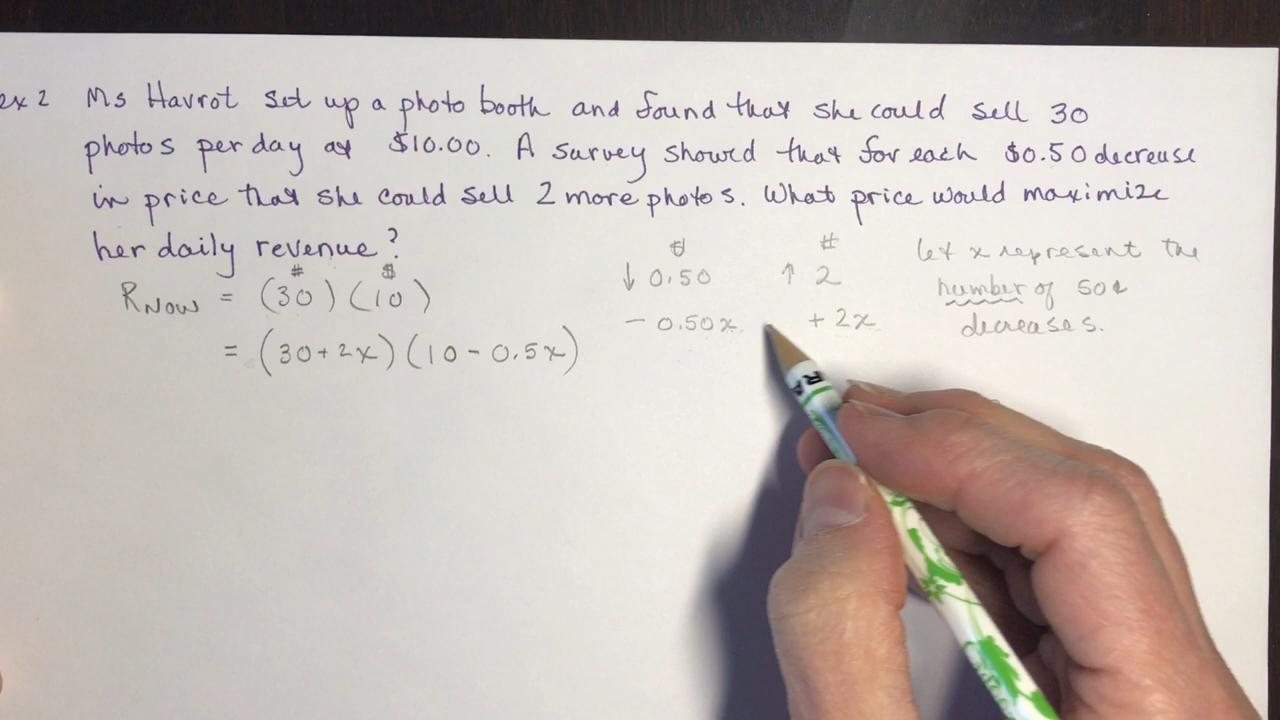 ex 2 Ms Havrot set up a photo booth and found that she could sell 30
photos per day at $10.00. A survey showed that for each $0.50 decrease
in price that she could sell 2 more photos. What price would maximize
her daily revenue?
# $
R_NOW = (30)(10)
= (30+2x)(10-0.5x)
$ #
↓ 0.50 ↑ 2
- 0.50x + 2x
let x represent the
number of 50¢
decreases.
RA